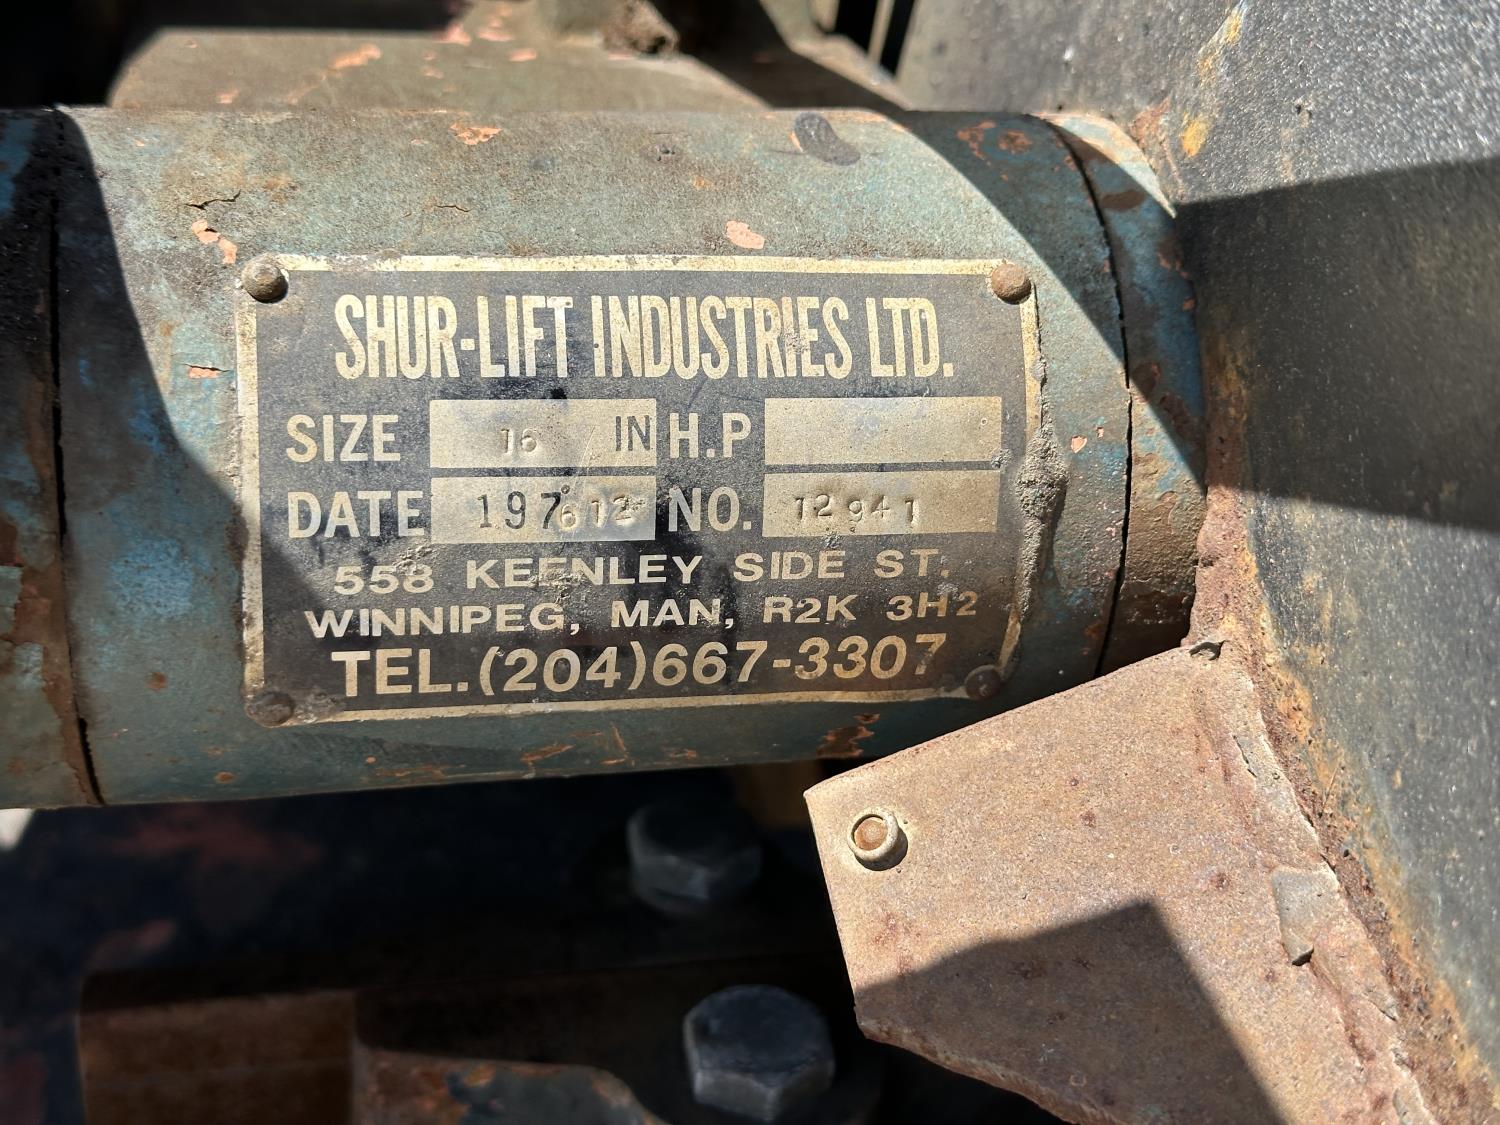 SHUR-LIFT INDUSTRIES LTD.
SIZE 16 IN H.P
DATE 197612 NO. 12941
558 KEENLEY SIDE ST.
WINNIPEG, MAN, R2K 3H2
TEL.(204)667-3307